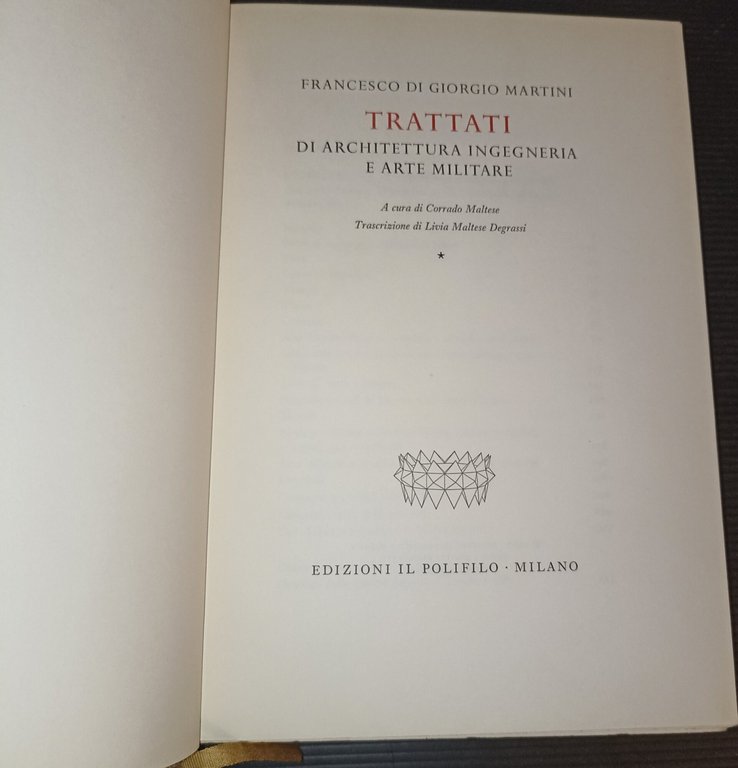 FRANCESCO DI GIORGIO MARTINI
TRATTATI
DI ARCHITETTURA INGEGNERIA
E ARTE MILITARE
A cura di Corrado Maltese
Trascrizione di Livia Maltese Degrassi
*
EDIZIONI IL POLIFILO · MILANO